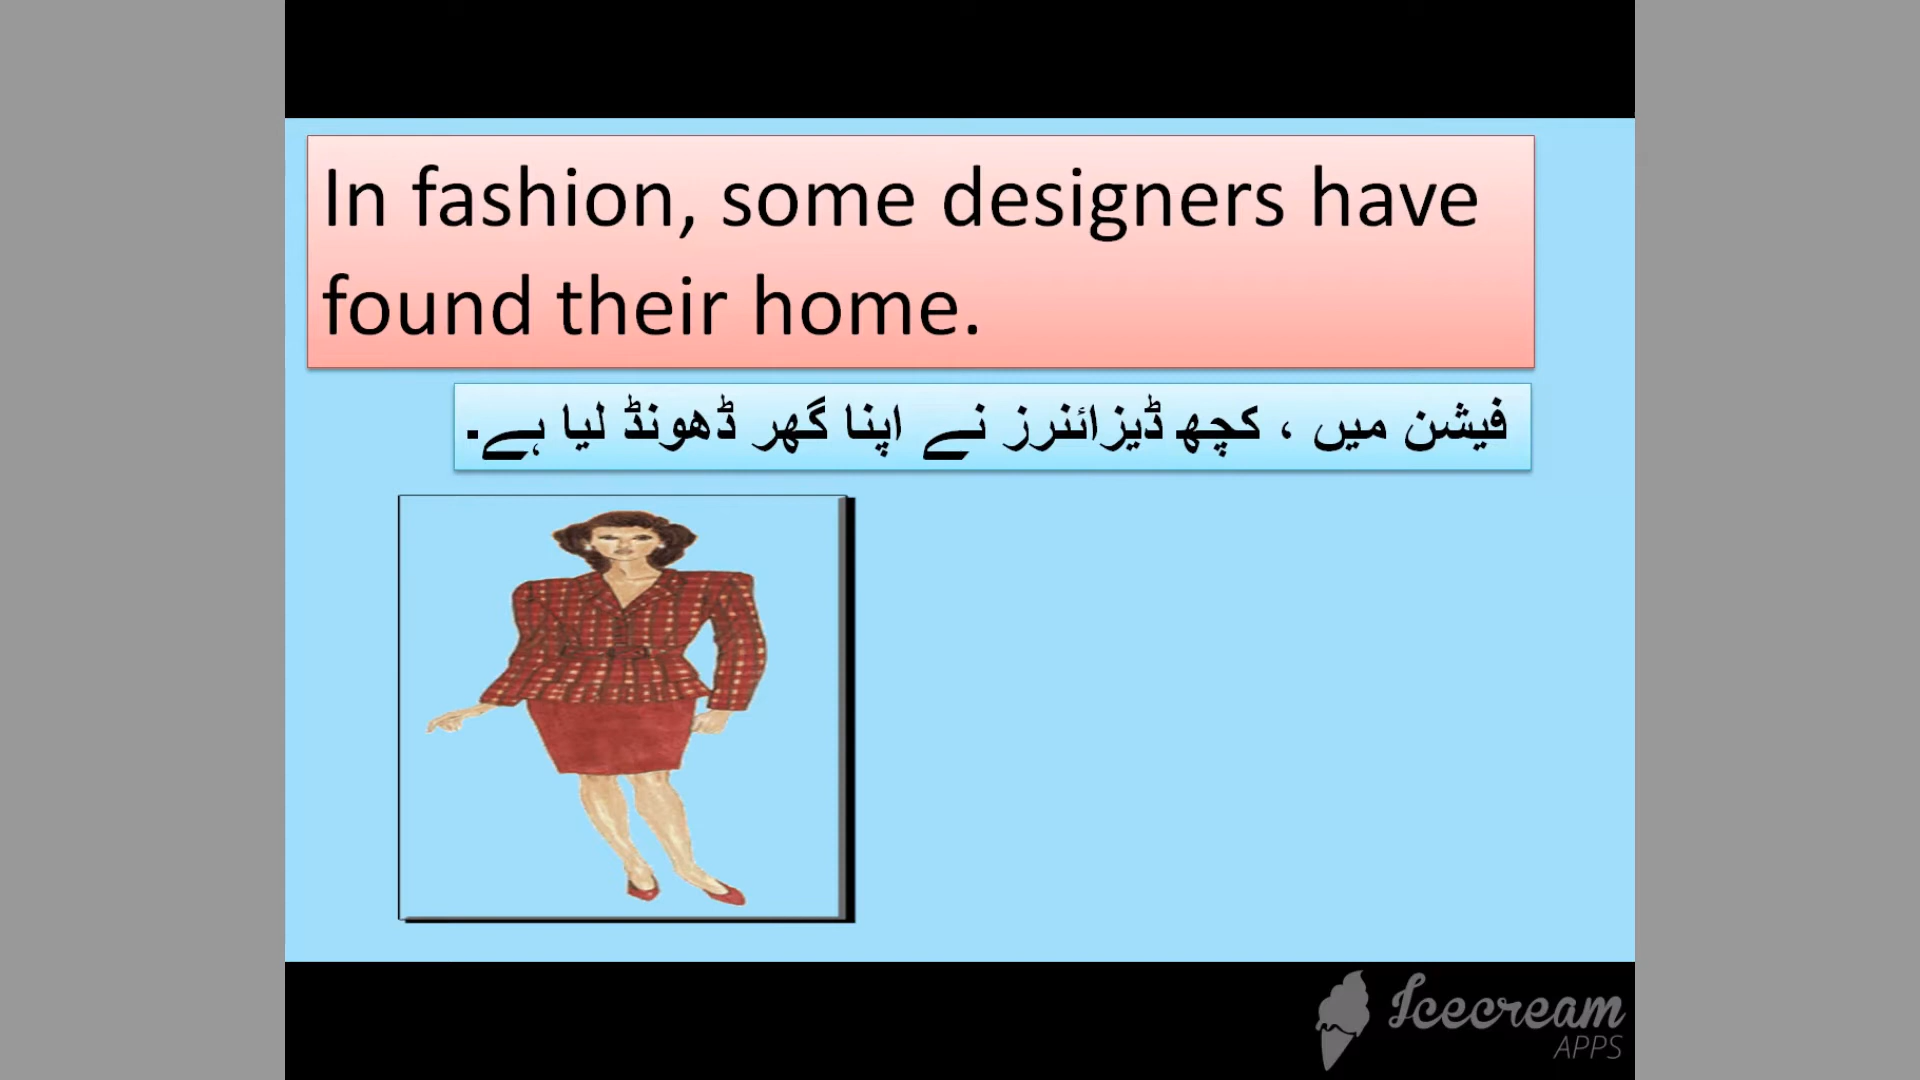 In fashion, some designers have
found their home.
فیشن میں ، کچھ ڈیزائنرز نے اپنا گھر ڈھونڈ لیا ہے۔
Icecream
APPS